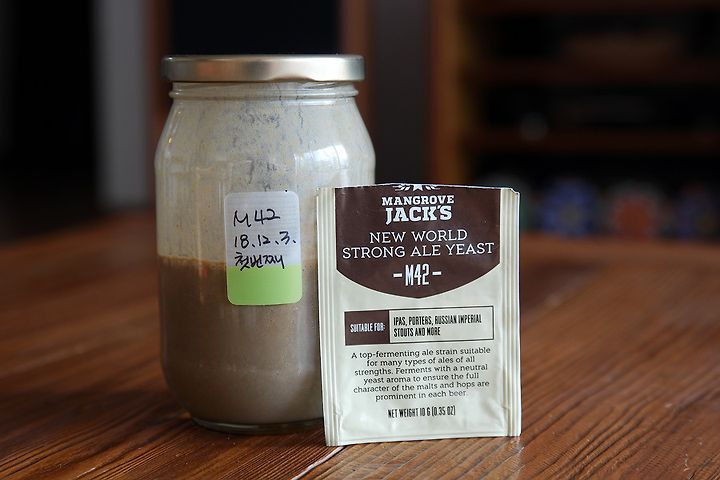 M42
18.12.3.
첫번째
MANGROVE
JACK'S
NEW WORLD
STRONG ALE YEAST
-M42-
SUITABLE FOR:
IPAS, PORTERS, RUSSIAN IMPERIAL
STOUTS AND MORE
A top-fermenting ale strain suitable
for many types of ales of all
strengths. Ferments with a neutral
yeast aroma to ensure the full
character of the malts and hops are
prominent in each beer.
NET WEIGHT 10 G (0.35 OZ)